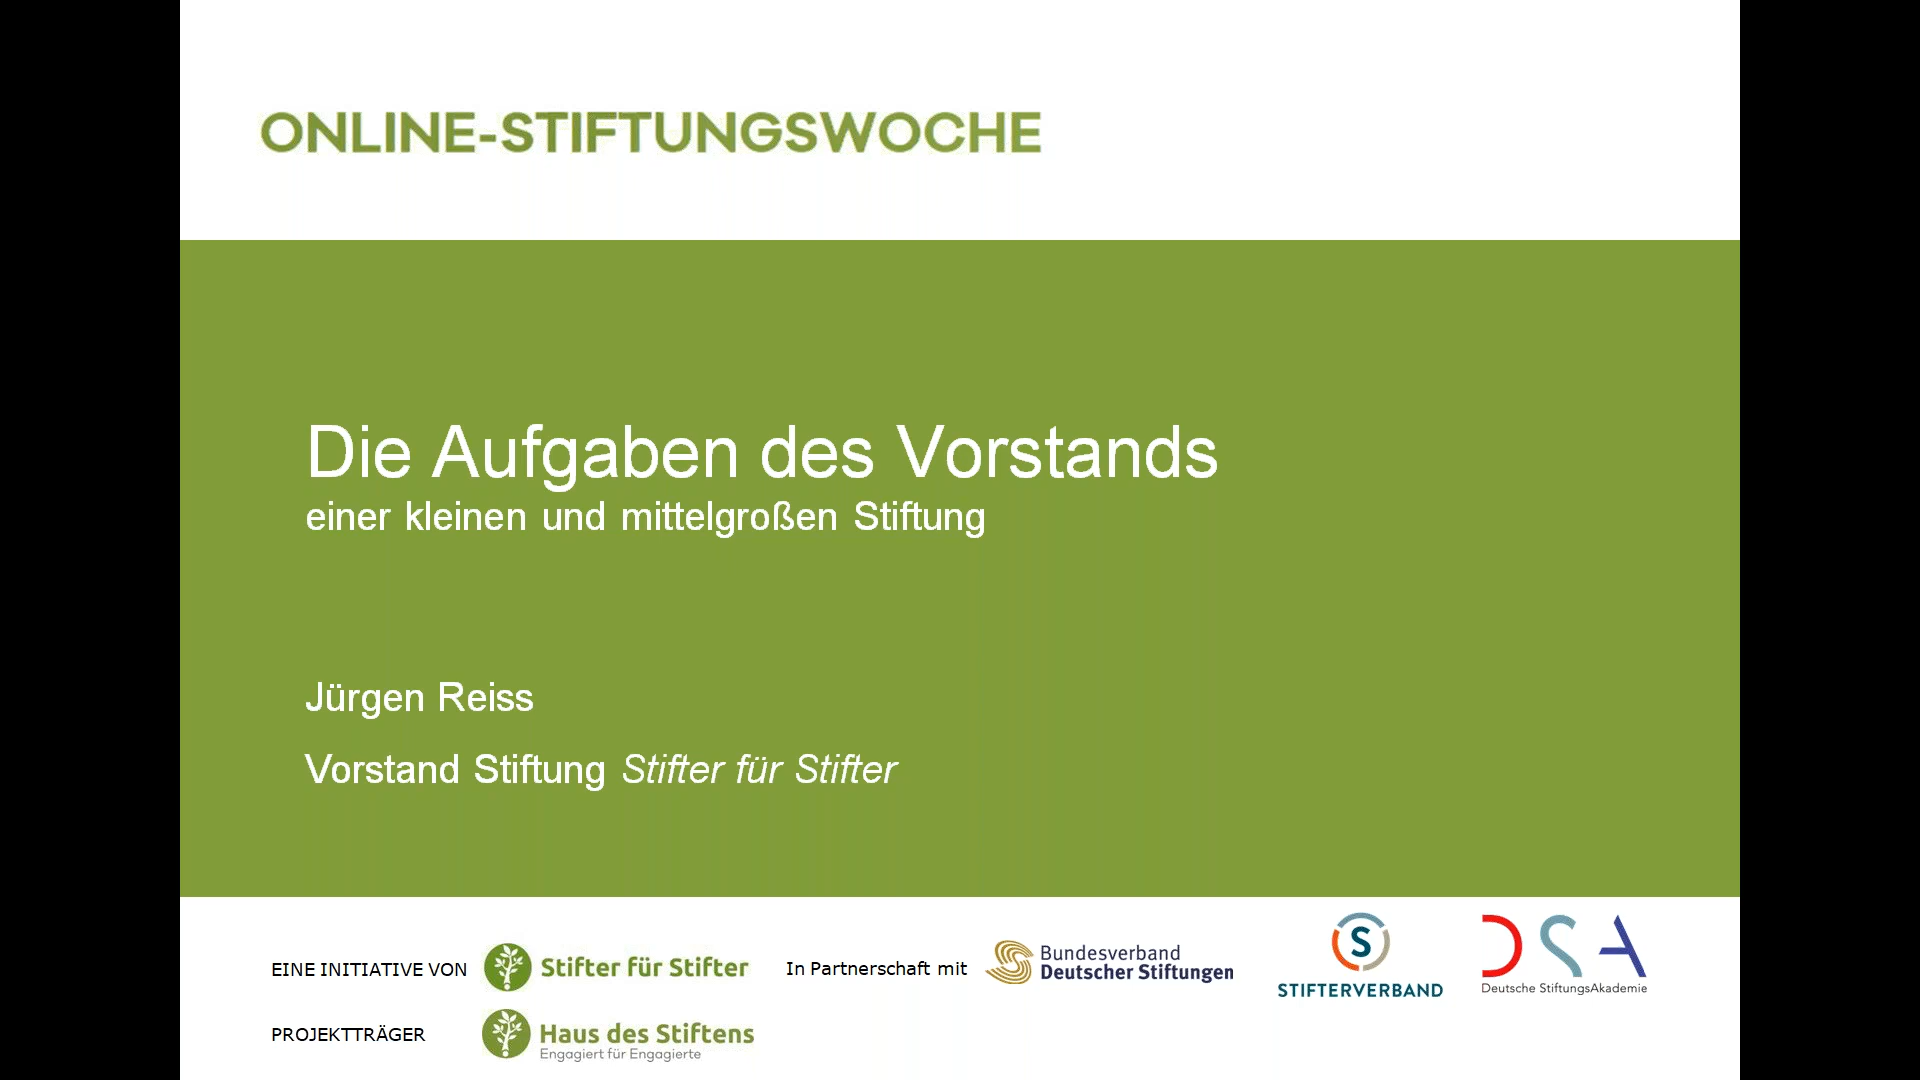 ONLINE-STIFTUNGSWOCHE
Die Aufgaben des Vorstands
einer kleinen und mittelgroßen Stiftung
Jürgen Reiss
Vorstand Stiftung Stifter für Stifter
EINE INITIATIVE VON
Stifter für Stifter
In Partnerschaft mit
Bundesverband
Deutscher Stiftungen
S
STIFTERVERBAND
DSA
Deutsche StiftungsAkademie
PROJEKTTRÄGER
Haus des Stiftens
Engagiert für Engagierte